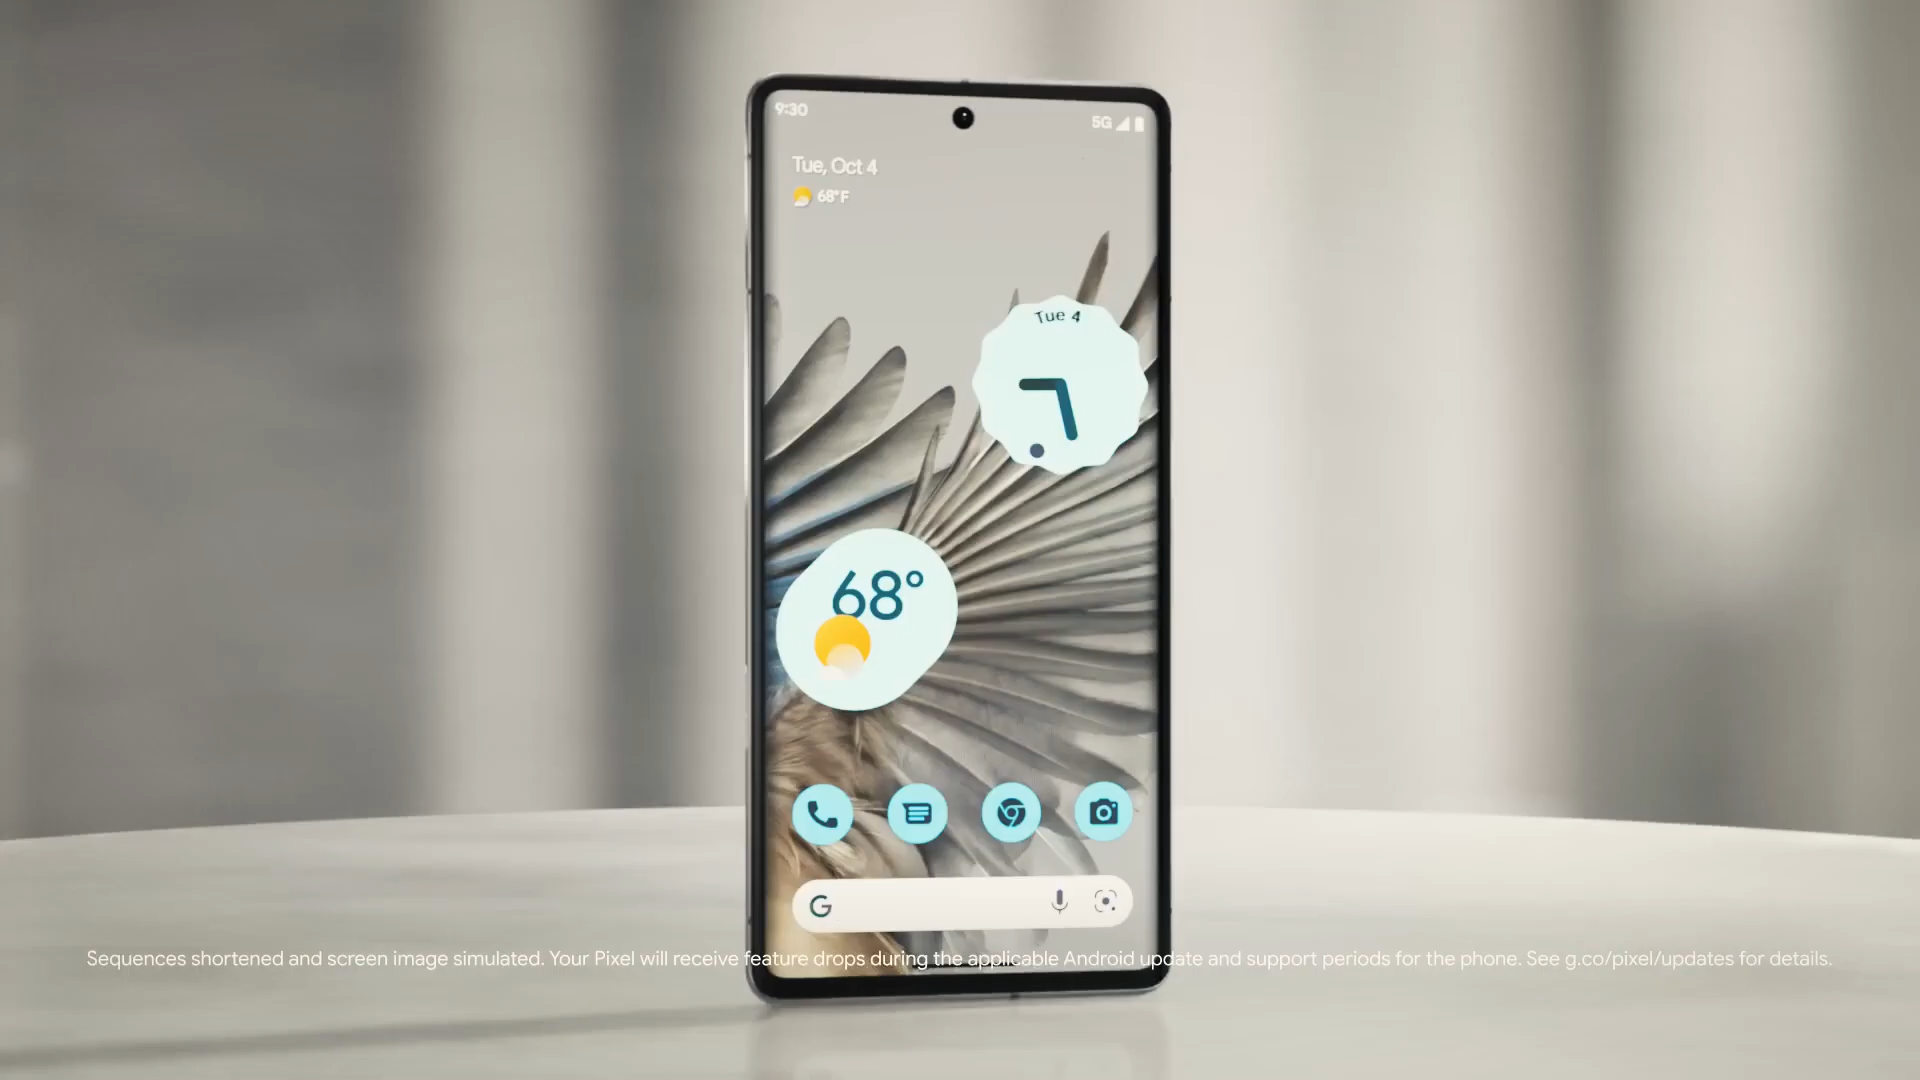 9:30
5G
Tue, Oct 4
68°F
Tue 4
68°
G
Sequences shortened and screen image simulated. Your Pixel will receive feature drops during the applicable Android update and support periods for the phone. See g.co/pixel/updates for details.